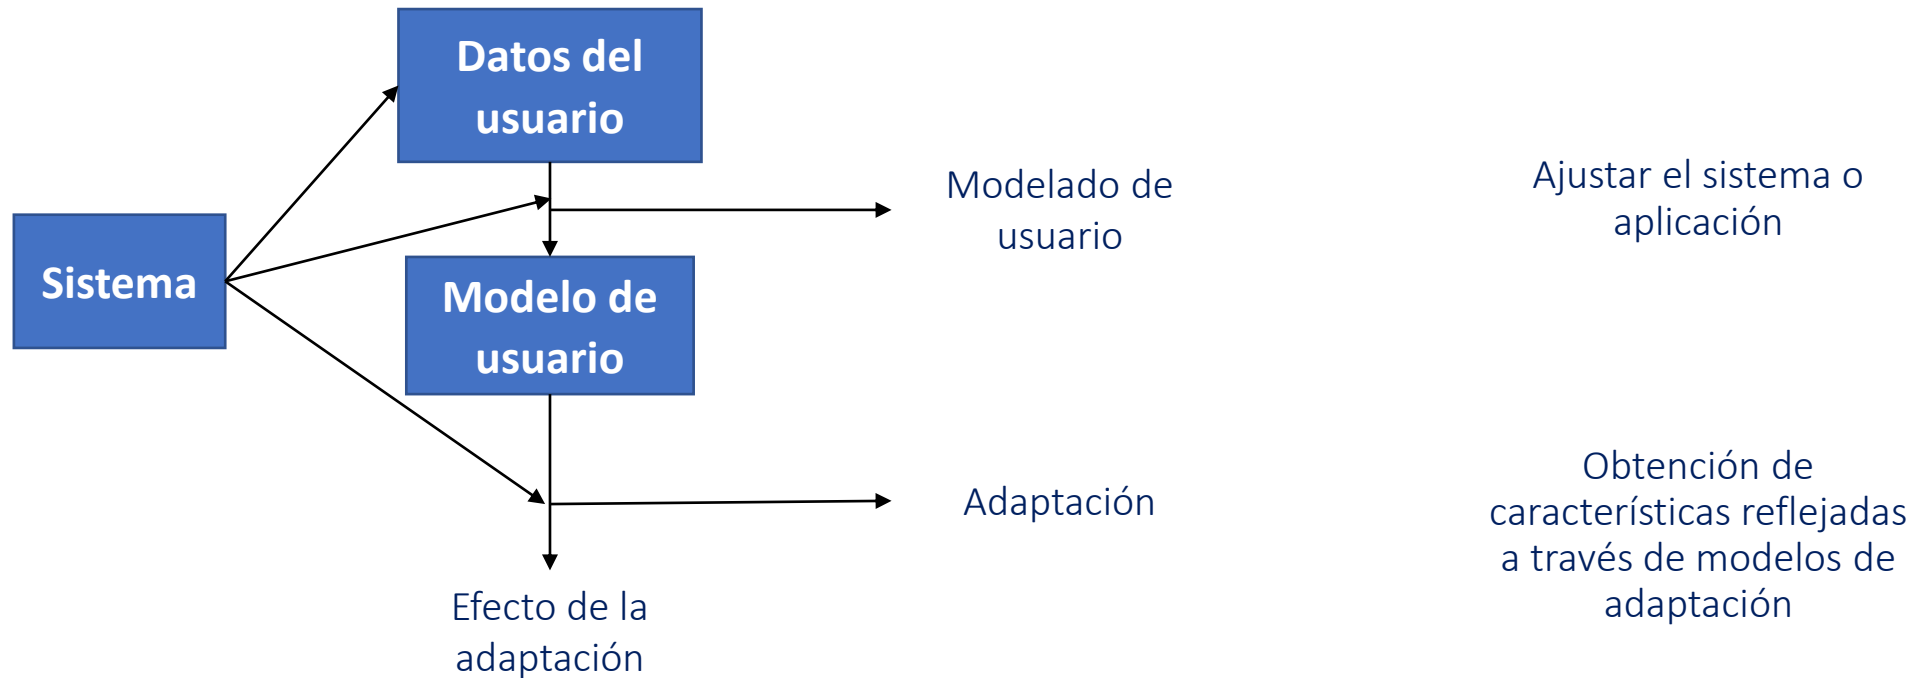 Datos del
usuario
Modelado de
usuario
Ajustar el sistema o
aplicación
Sistema
Modelo de
usuario
Adaptación
Obtención de
características reflejadas
a través de modelos de
adaptación
Efecto de la
adaptación